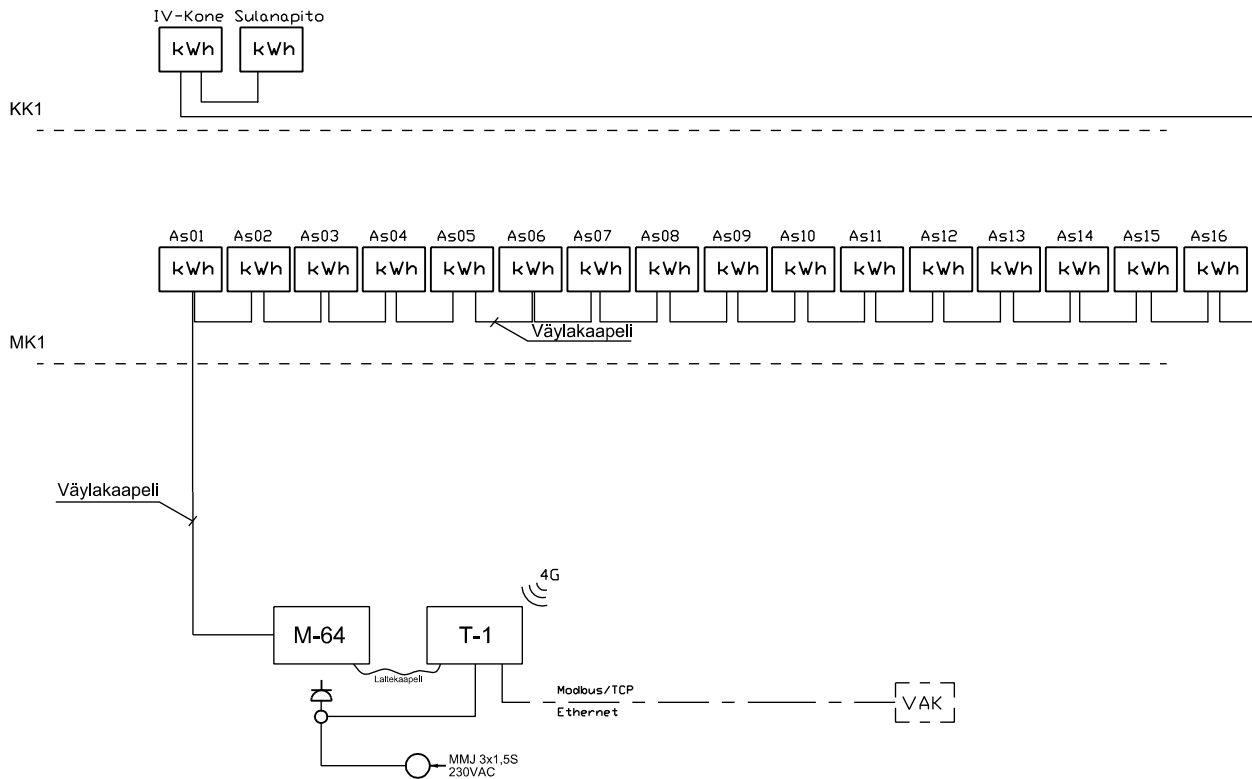 IV-Kone Sulanapito
kWh kWh
KK1
As01 As02 As03 As04 As05 As06 As07 As08 As09 As10 As11 As12 As13 As14 As15 As16
kWh kWh kWh kWh kWh kWh kWh kWh kWh kWh kWh kWh kWh kWh kWh kWh
Väylakaapeli
MK1
Väylakaapeli
4G
M-64 T-1
Laitekaapeli
Modbus/TCP
Ethernet
VAK
MMJ 3x1,5S
230VAC